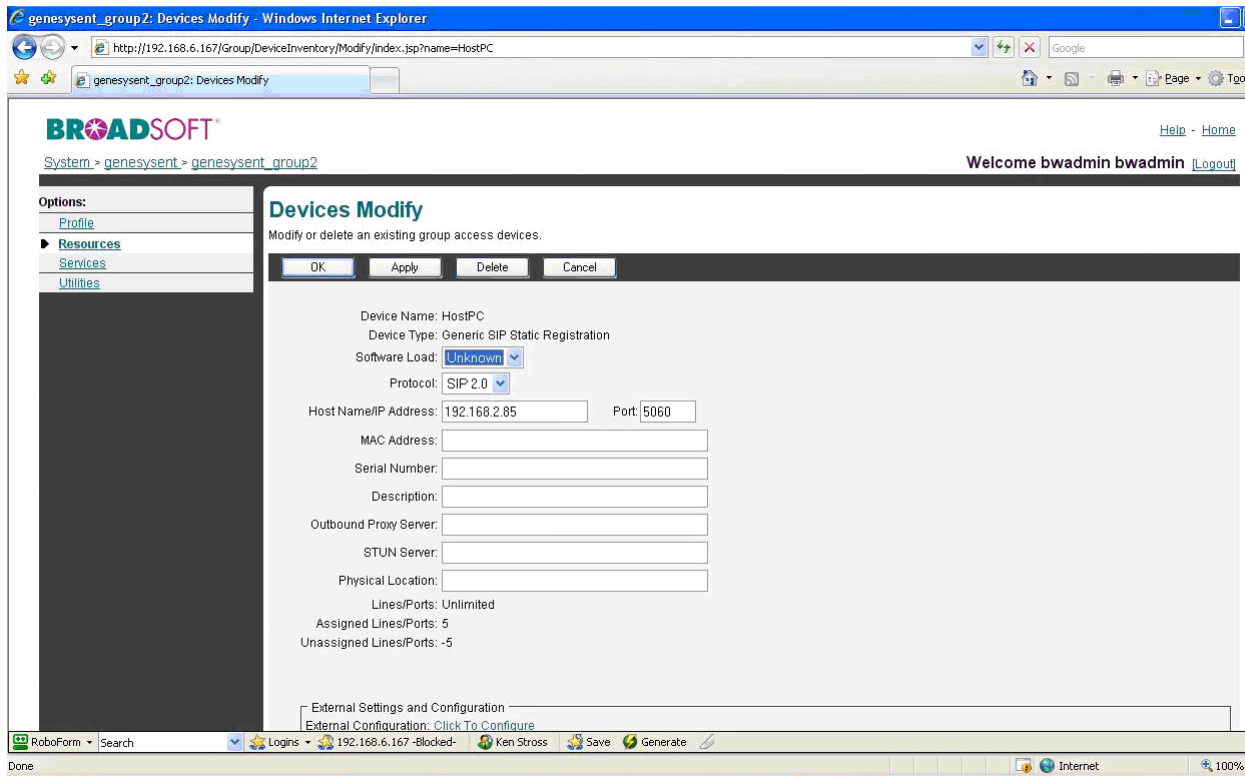 genesysent_group2: Devices Modify - Windows Internet Explorer
http://192.168.6.167/Group/DeviceInventory/Modify/index.jsp?name=HostPC
Google
genesysent_group2: Devices Modify
Page
BROADSOFT
Help - Home
System > genesysent > genesysent_group2
Welcome bwadmin bwadmin [Logout]
Options:
Profile
Resources
Services
Utilities
Devices Modify
Modify or delete an existing group access devices.
OK Apply Delete Cancel
Device Name: HostPC
Device Type: Generic SIP Static Registration
Software Load: Unknown
Protocol: SIP 2.0
Host Name/IP Address: 192.168.2.85 Port: 5060
MAC Address:
Serial Number:
Description:
Outbound Proxy Server:
STUN Server:
Physical Location:
Lines/Ports: Unlimited
Assigned Lines/Ports: 5
Unassigned Lines/Ports: -5
External Settings and Configuration
External Configuration: Click To Configure
RoboForm Search Logins 192.168.6.167 -Blocked- Ken Stross Save Generate
Done Internet 100%